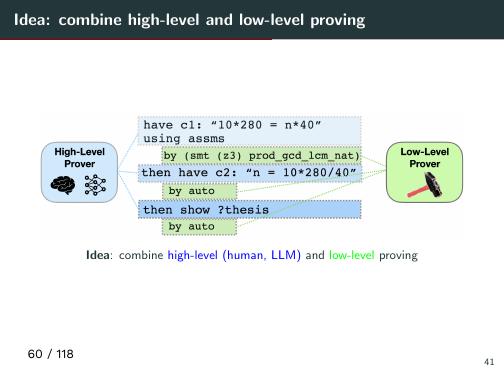 Idea: combine high-level and low-level proving
have c1: “10*280 = n*40”
using assms
High-Level
Prover
by (smt (z3) prod_gcd_lcm_nat)
Low-Level
Prover
then have c2: “n = 10*280/40”
by auto
then show ?thesis
by auto
Idea: combine high-level (human, LLM) and low-level proving
60 / 118
41